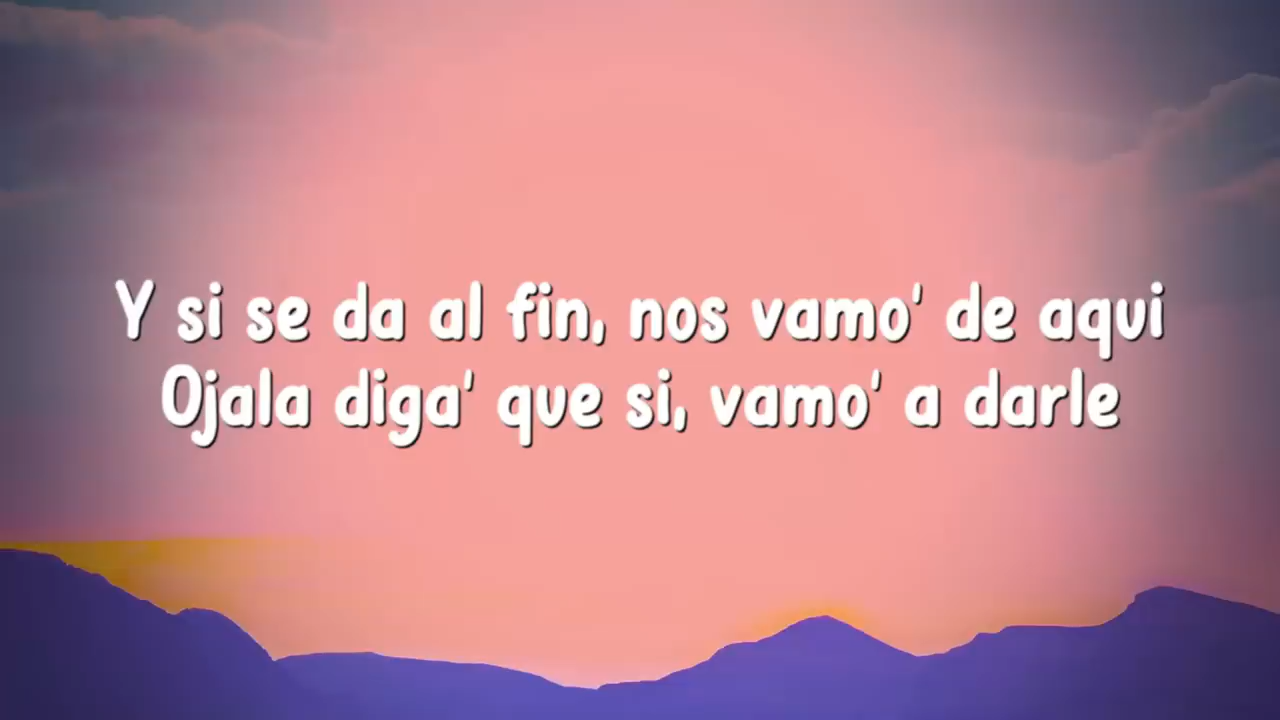 Y si se da al fin, nos vamo' de aqui
Ojala diga' que si, vamo' a darle